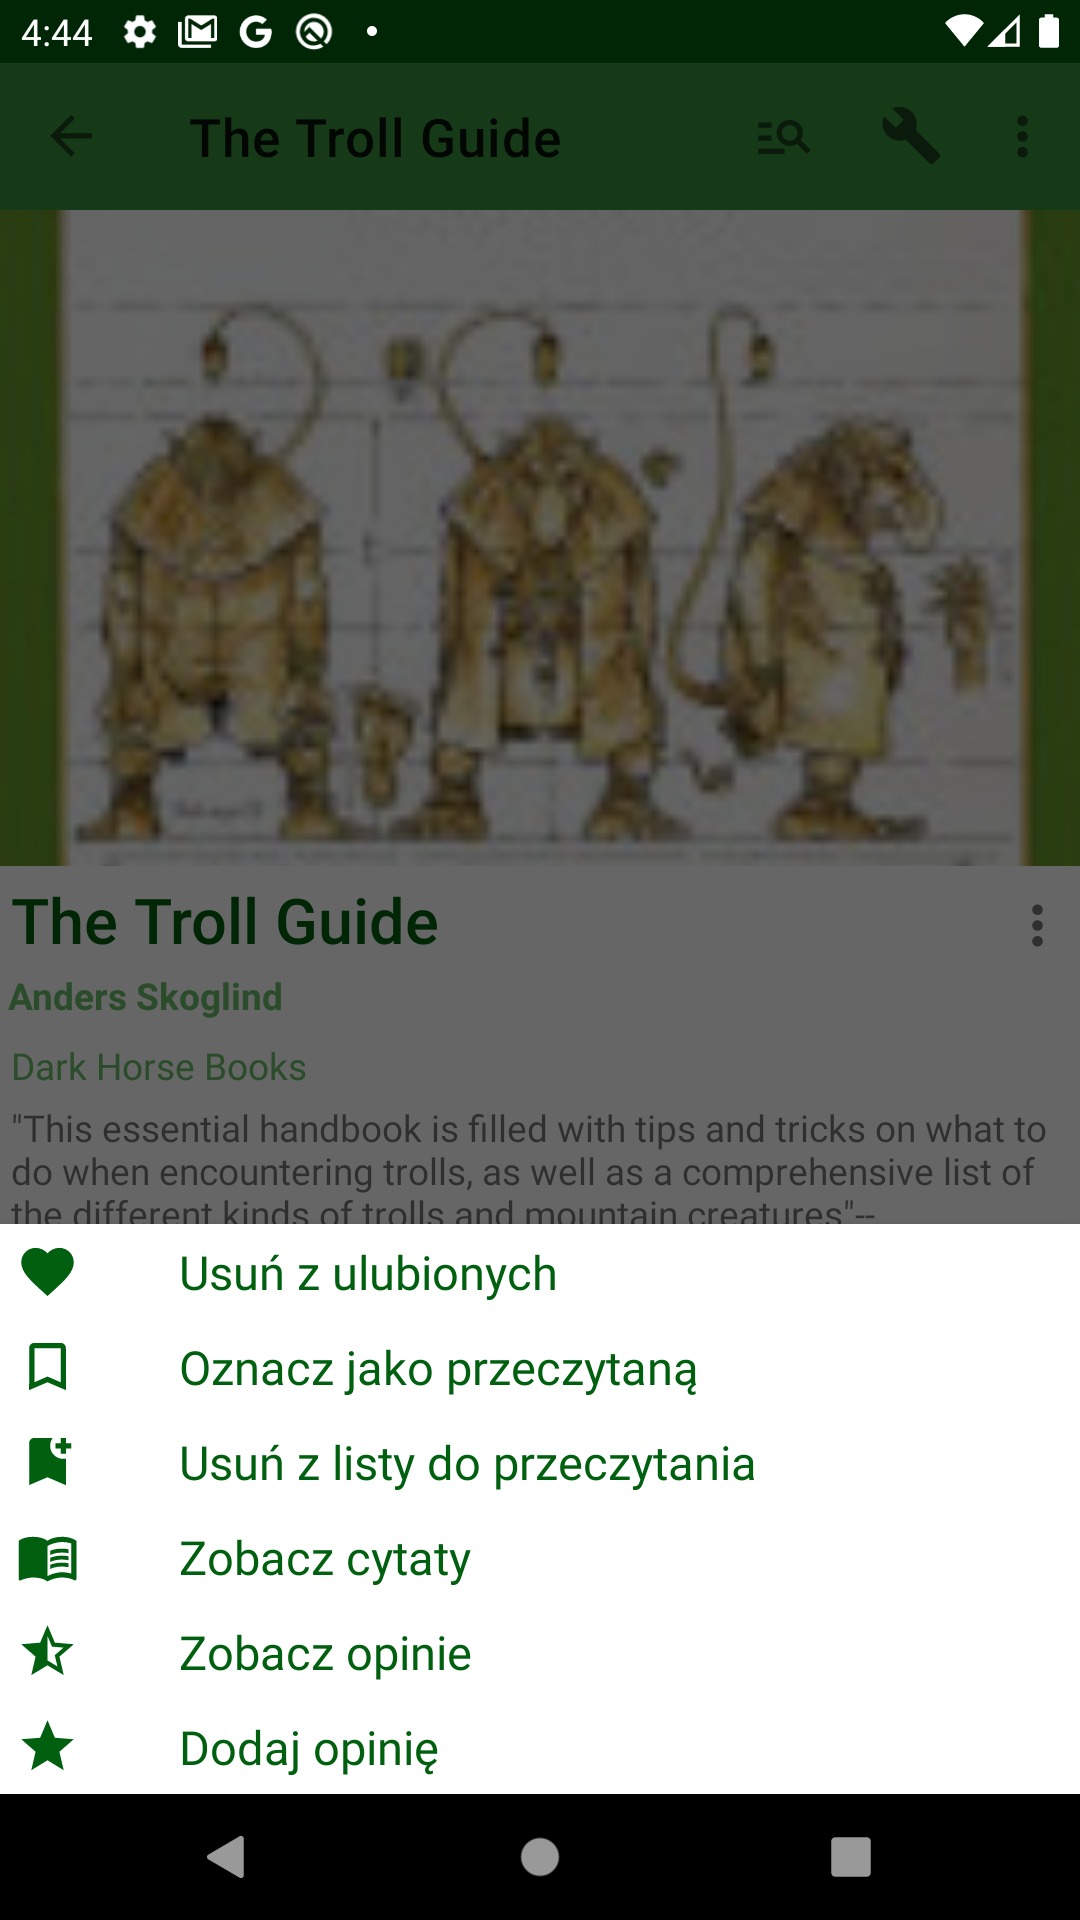 4:44
The Troll Guide
The Troll Guide
Anders Skoglind
Dark Horse Books
"This essential handbook is filled with tips and tricks on what to
do when encountering trolls, as well as a comprehensive list of
the different kinds of trolls and mountain creatures"--
Usuń z ulubionych
Oznacz jako przeczytaną
Usuń z listy do przeczytania
Zobacz cytaty
Zobacz opinie
Dodaj opinię